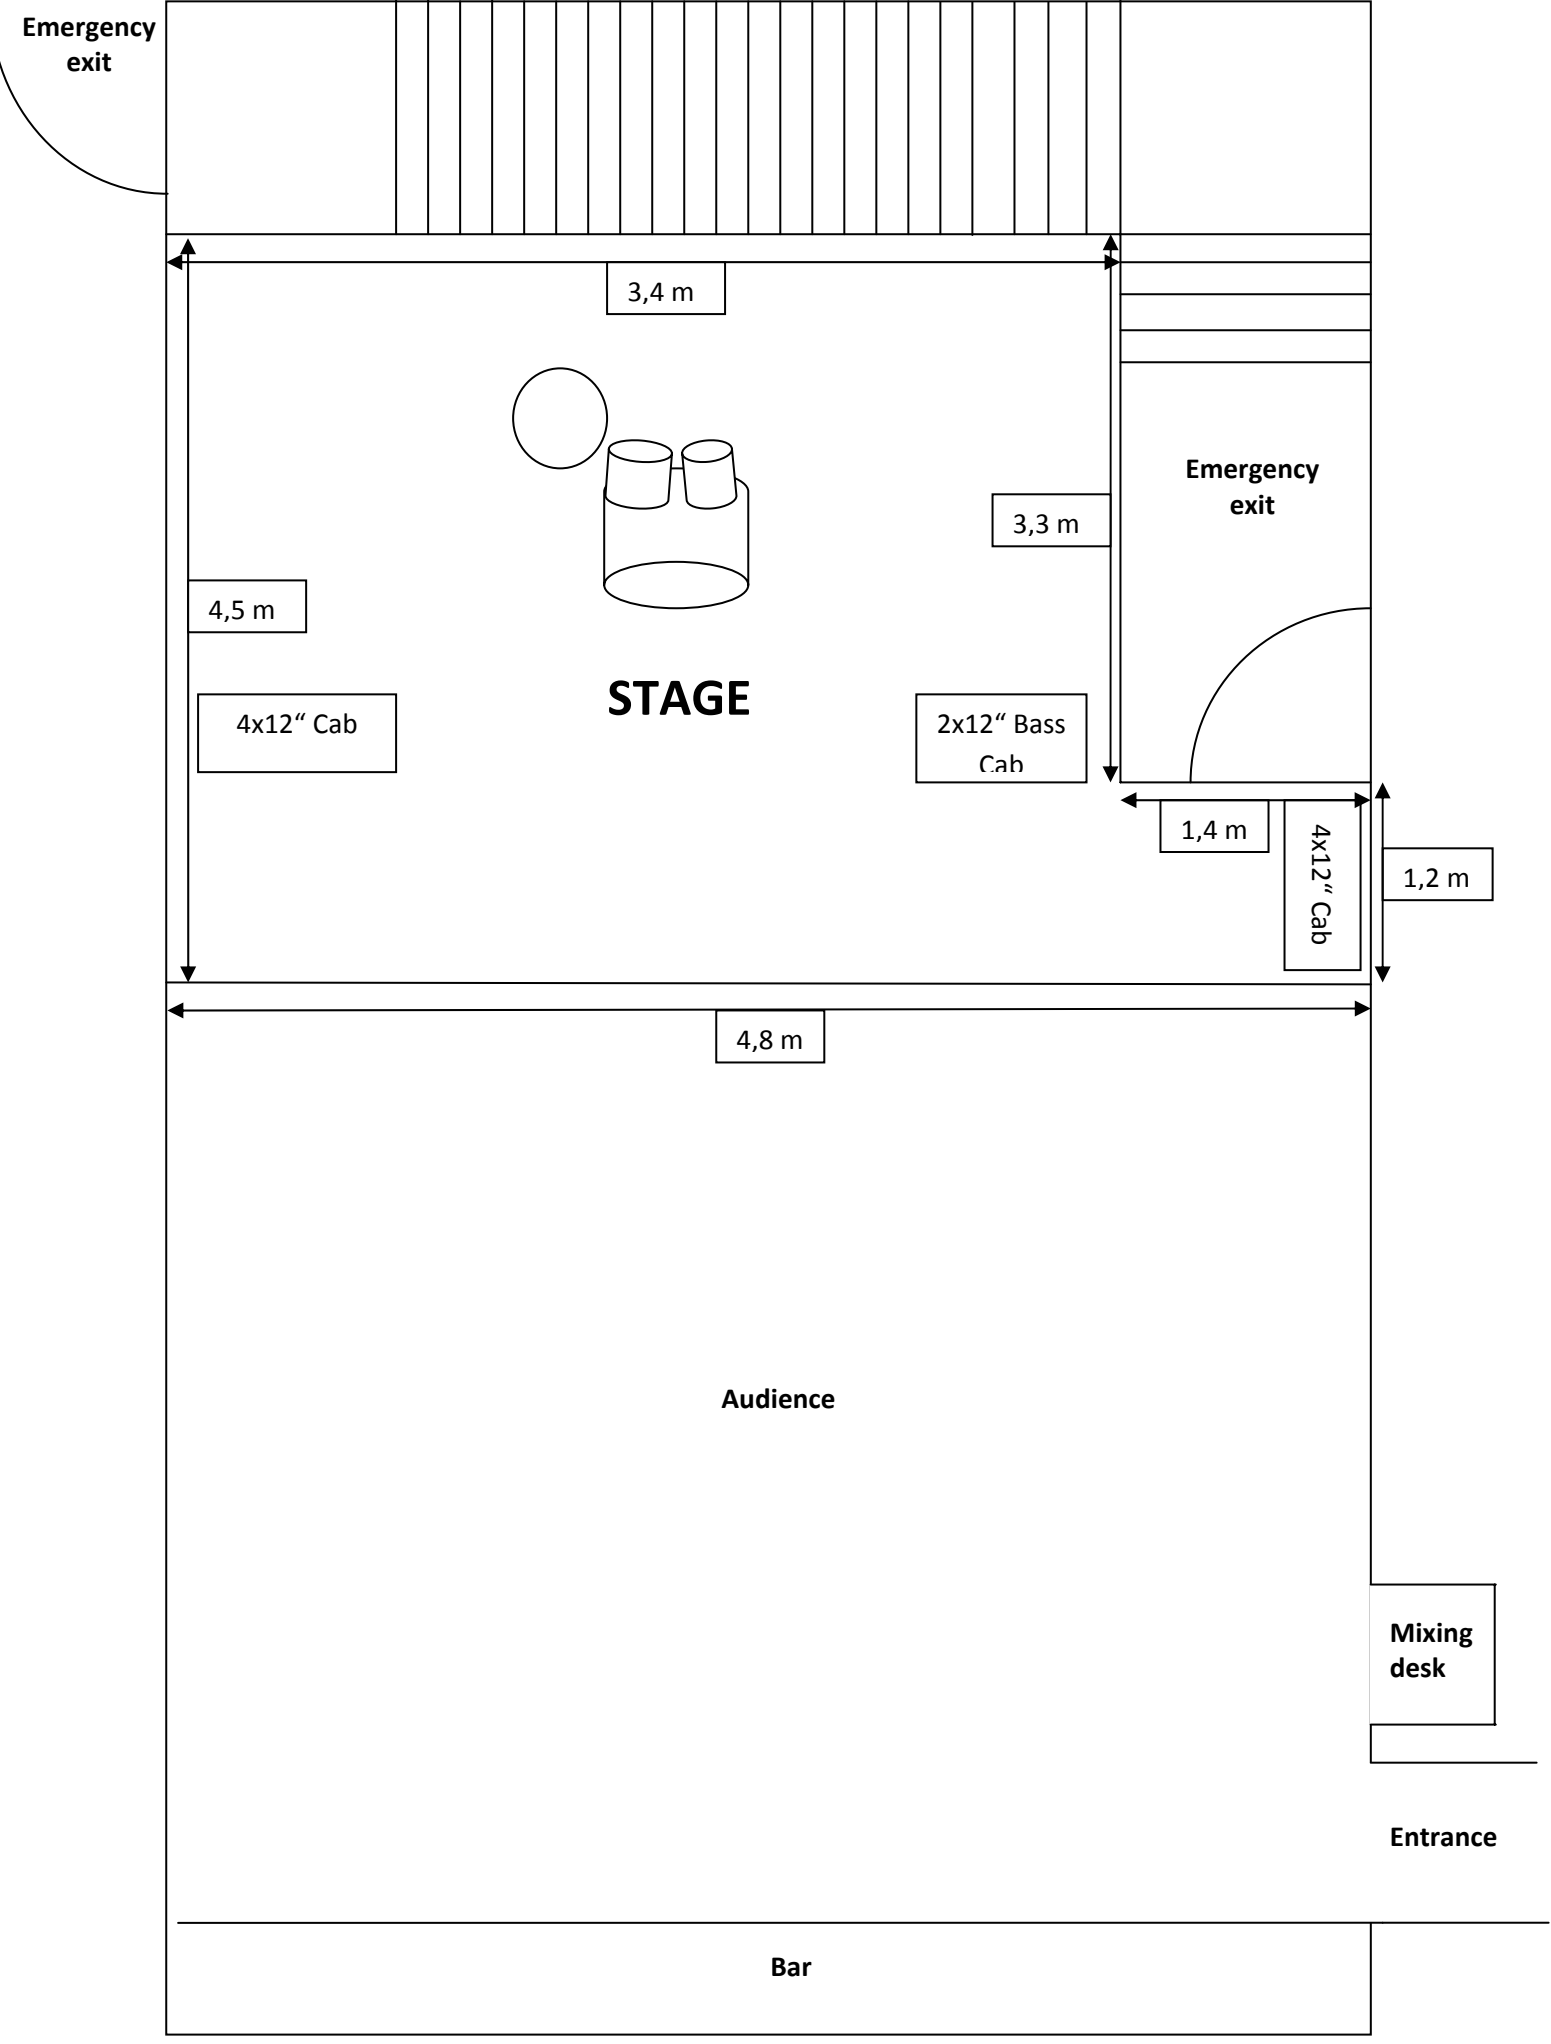 Emergency
exit
3,4 m
Emergency
exit
3,3 m
4,5 m
STAGE
4x12“ Cab
2x12“ Bass
Cab
1,4 m
4x12“ Cab
1,2 m
4,8 m
Audience
Mixing
desk
Entrance
Bar